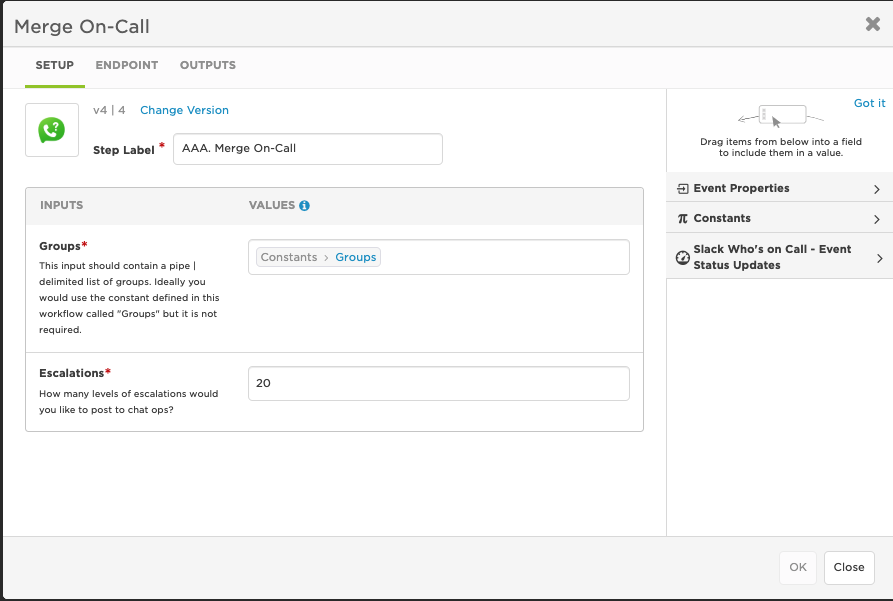 Merge On-Call
SETUP ENDPOINT OUTPUTS
v4 | 4 Change Version
Step Label * AAA. Merge On-Call
INPUTS VALUES
Groups*
This input should contain a pipe |
delimited list of groups. Ideally you
would use the constant defined in this
workflow called "Groups" but it is not
required.
Constants › Groups
Escalations*
How many levels of escalations would
you like to post to chat ops?
20
Got it
Drag items from below into a field
to include them in a value.
Event Properties
π Constants
Slack Who's on Call - Event
Status Updates
OK Close